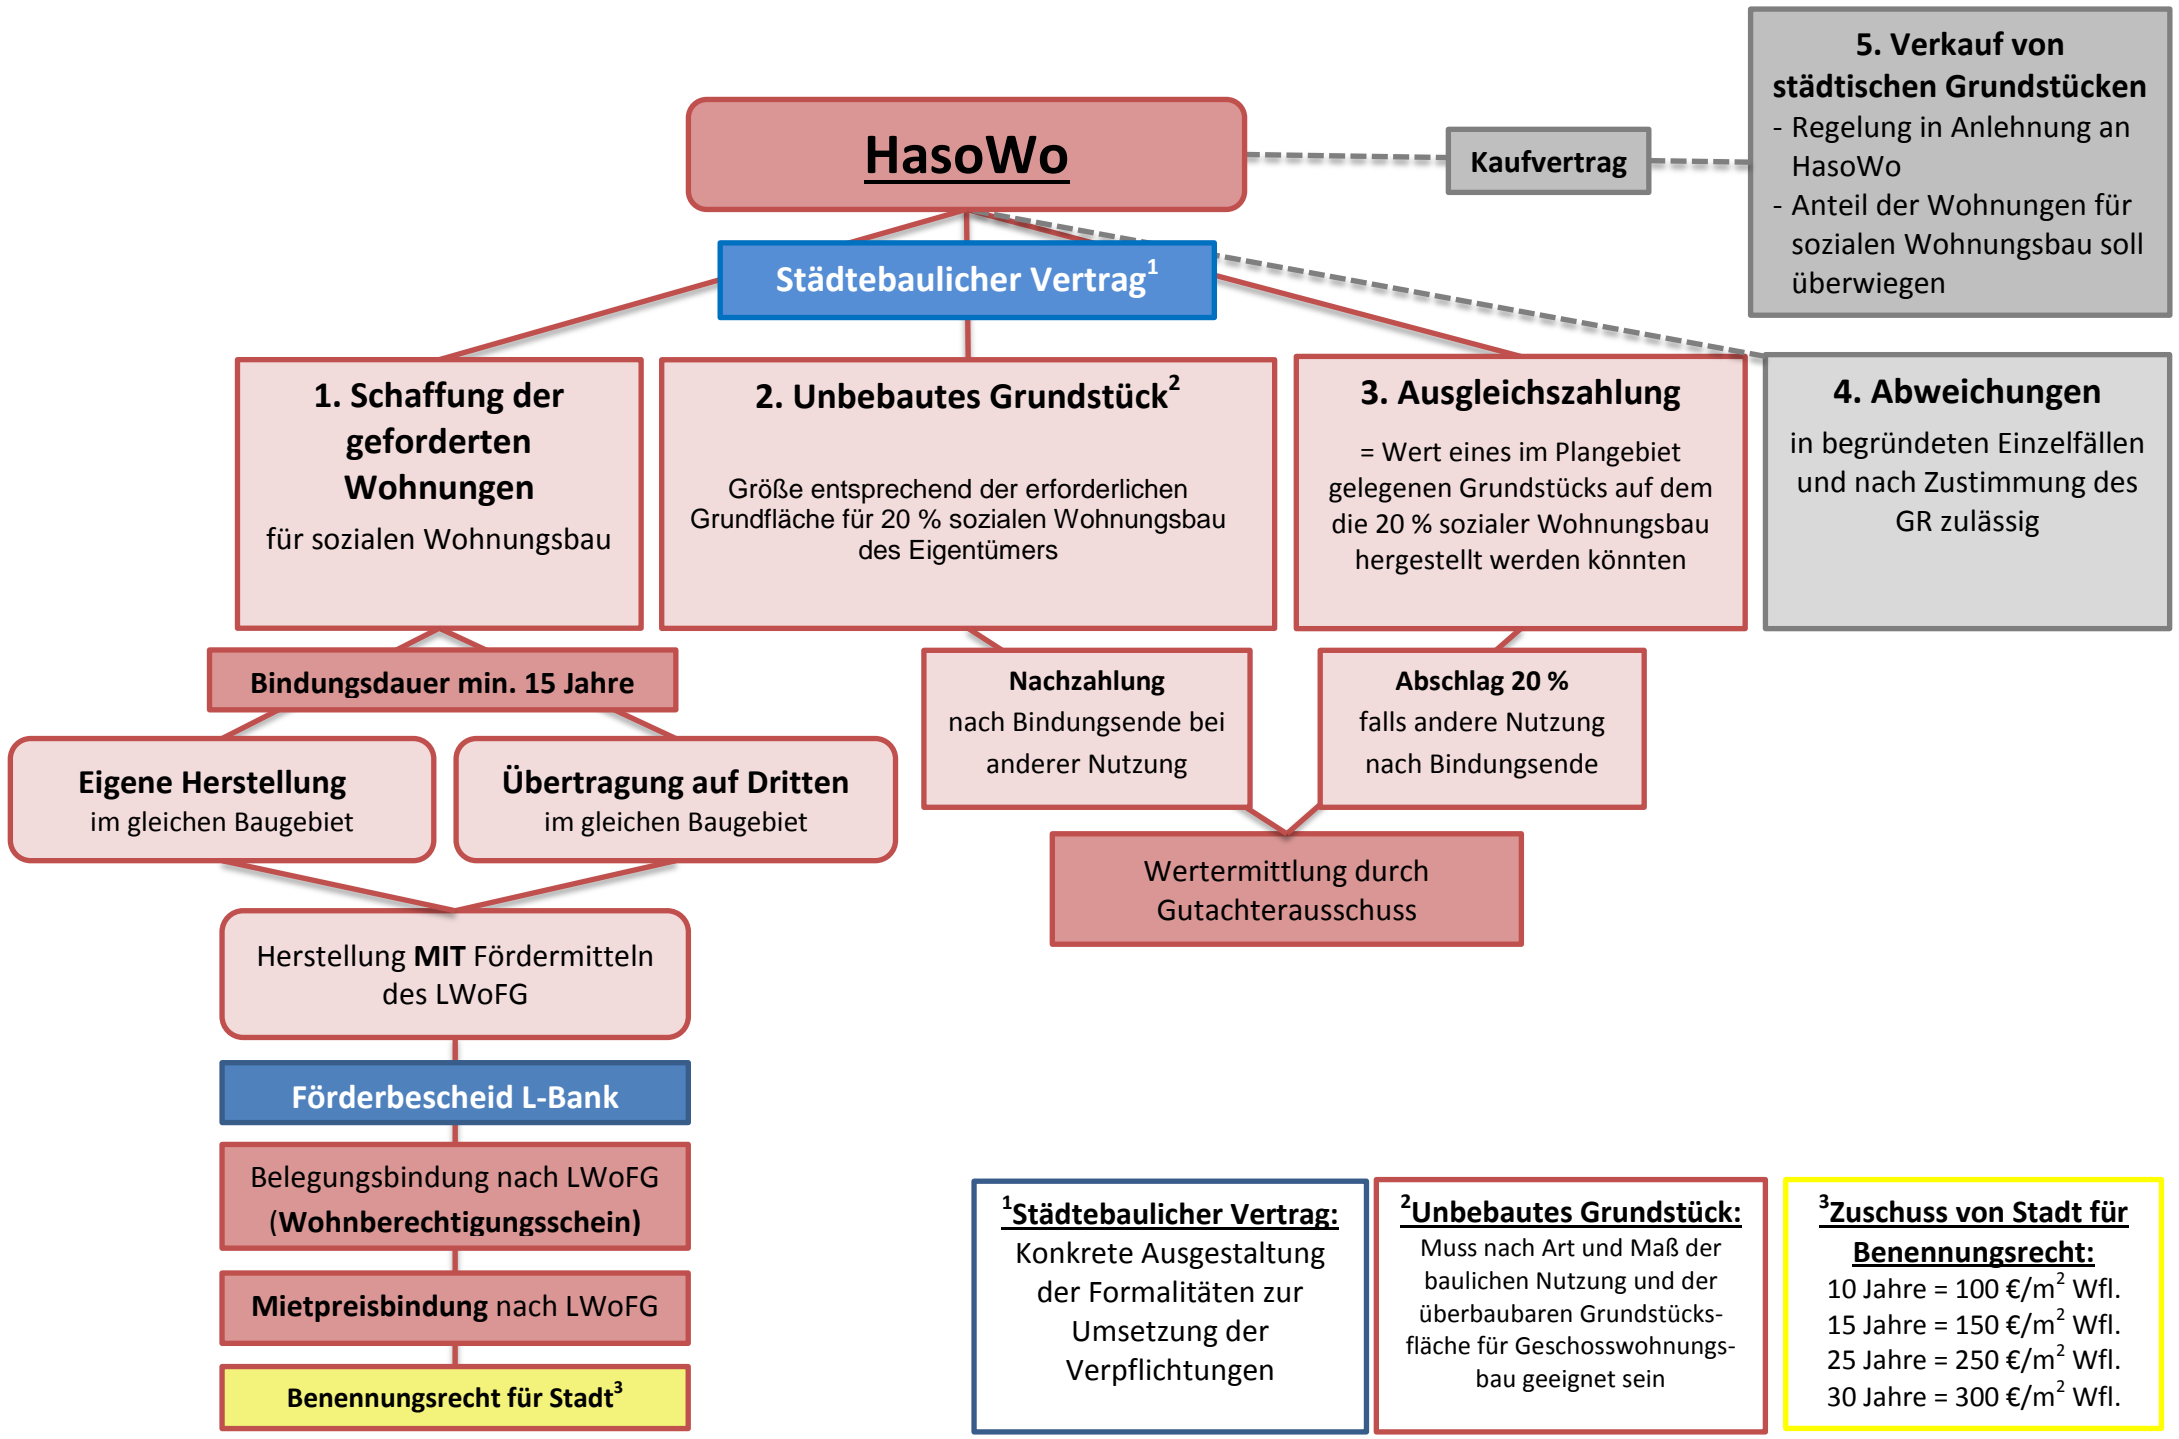 HasoWo
Kaufvertrag
5. Verkauf von
städtischen Grundstücken
- Regelung in Anlehnung an
HasoWo
- Anteil der Wohnungen für
sozialen Wohnungsbau soll
überwiegen
Städtebaulicher Vertrag¹
1. Schaffung der
geforderten
Wohnungen
für sozialen Wohnungsbau
2. Unbebautes Grundstück²
Größe entsprechend der erforderlichen
Grundfläche für 20 % sozialen Wohnungsbau
des Eigentümers
3. Ausgleichszahlung
= Wert eines im Plangebiet
gelegenen Grundstücks auf dem
die 20 % sozialer Wohnungsbau
hergestellt werden könnten
4. Abweichungen
in begründeten Einzelfällen
und nach Zustimmung des
GR zulässig
Bindungsdauer min. 15 Jahre
Nachzahlung
nach Bindungsende bei
anderer Nutzung
Abschlag 20 %
falls andere Nutzung
nach Bindungsende
Eigene Herstellung
im gleichen Baugebiet
Übertragung auf Dritten
im gleichen Baugebiet
Wertermittlung durch
Gutachterausschuss
Herstellung MIT Fördermitteln
des LWoFG
Förderbescheid L-Bank
Belegungsbindung nach LWoFG
(Wohnberechtigungsschein)
Mietpreisbindung nach LWoFG
Benennungsrecht für Stadt³
¹Städtebaulicher Vertrag:
Konkrete Ausgestaltung
der Formalitäten zur
Umsetzung der
Verpflichtungen
²Unbebautes Grundstück:
Muss nach Art und Maß der
baulichen Nutzung und der
überbaubaren Grundstücks-
fläche für Geschosswohnungs-
bau geeignet sein
³Zuschuss von Stadt für
Benennungsrecht:
10 Jahre = 100 €/m² Wfl.
15 Jahre = 150 €/m² Wfl.
25 Jahre = 250 €/m² Wfl.
30 Jahre = 300 €/m² Wfl.